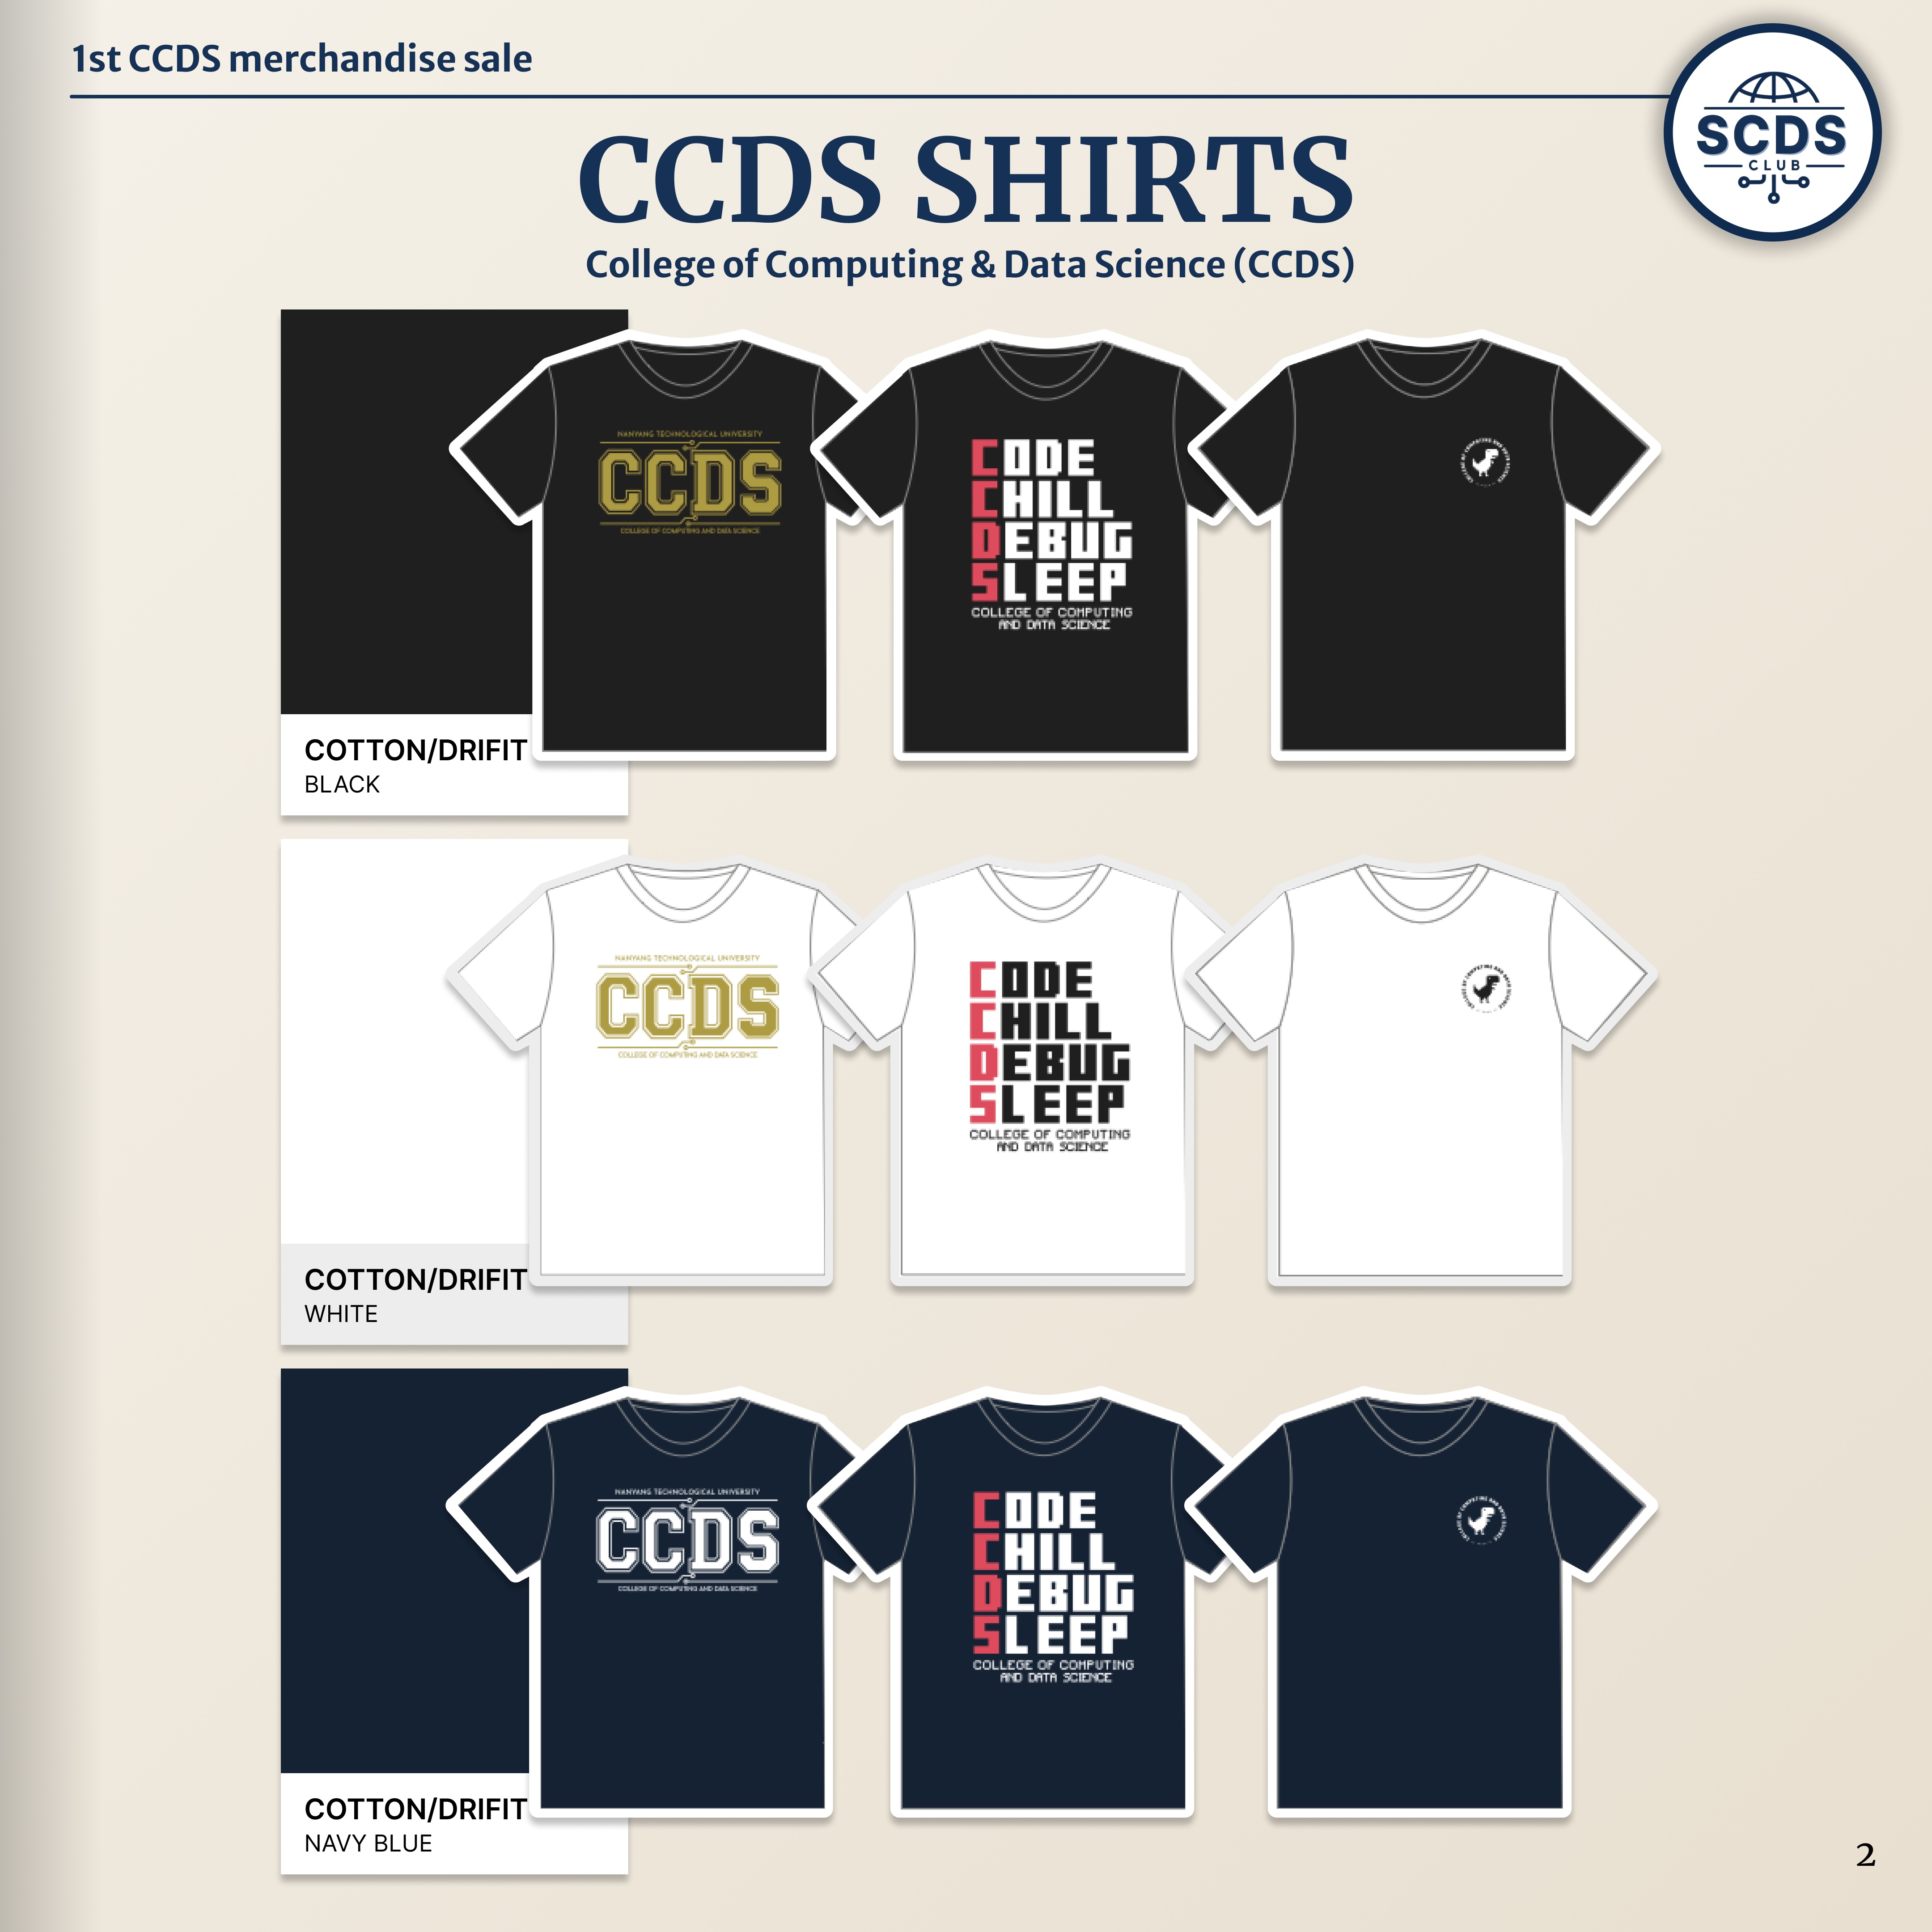 1st CCDS merchandise sale
SCDS
CLUB
CCDS SHIRTS
College of Computing & Data Science (CCDS)
NANYANG TECHNOLOGICAL UNIVERSITY
CCDS
COLLEGE OF COMPUTING AND DATA SCIENCE
CODE
CHILL
DEBUG
SLEEP
COLLEGE OF COMPUTING
AND DATA SCIENCE
COLLEGE OF COMPUTING AND DATA SCIENCE
COTTON/DRIFIT
BLACK
NANYANG TECHNOLOGICAL UNIVERSITY
CCDS
COLLEGE OF COMPUTING AND DATA SCIENCE
CODE
CHILL
DEBUG
SLEEP
COLLEGE OF COMPUTING
AND DATA SCIENCE
COLLEGE OF COMPUTING AND DATA SCIENCE
COTTON/DRIFIT
WHITE
NANYANG TECHNOLOGICAL UNIVERSITY
CCDS
COLLEGE OF COMPUTING AND DATA SCIENCE
CODE
CHILL
DEBUG
SLEEP
COLLEGE OF COMPUTING
AND DATA SCIENCE
COLLEGE OF COMPUTING AND DATA SCIENCE
COTTON/DRIFIT
NAVY BLUE
2